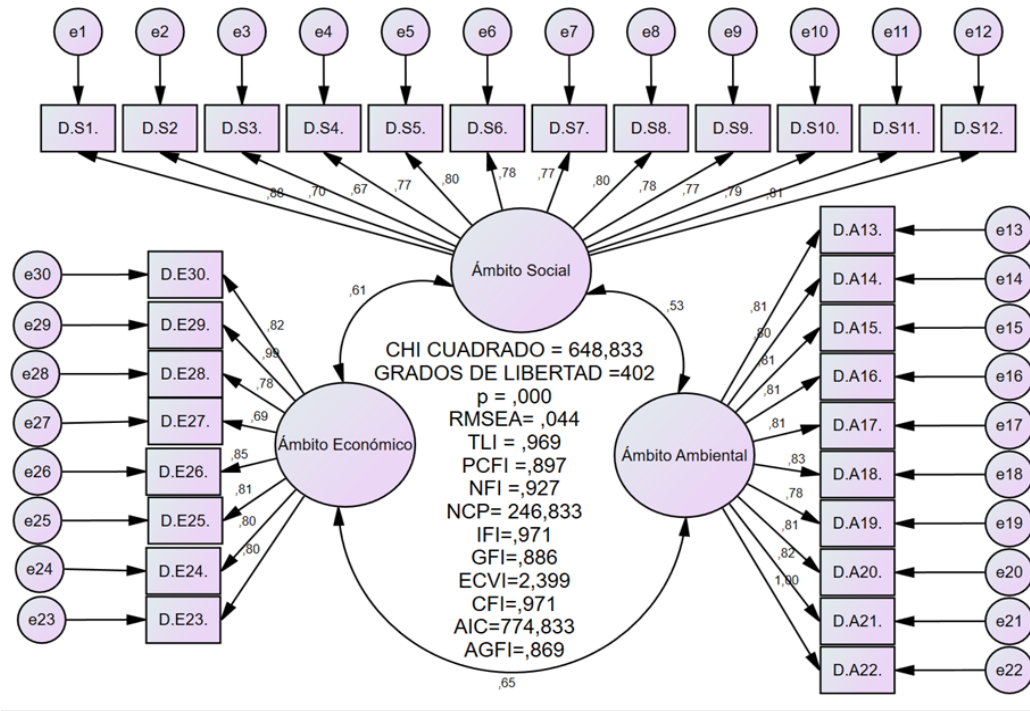 e1 e2 e3 e4 e5 e6 e7 e8 e9 e10 e11 e12
D.S1. D.S2 D.S3. D.S4. D.S5. D.S6. D.S7. D.S8. D.S9. D.S10. D.S11. D.S12.
,88 ,70 ,67 ,77 ,80 ,78 ,77 ,80 ,78 ,77 ,79 ,81
Ámbito Social
,61
,53
e30 D.E30. ,82
e29 D.E29. ,99
e28 D.E28. ,78
e27 D.E27. ,69
e26 D.E26. ,85
e25 D.E25. ,81
e24 D.E24. ,80
e23 D.E23. ,80
Ámbito Económico
CHI CUADRADO = 648,833
GRADOS DE LIBERTAD =402
p = ,000
RMSEA= ,044
TLI = ,969
PCFI =,897
NFI =,927
NCP= 246,833
IFI=,971
GFI=,886
ECVI=2,399
CFI=,971
AIC=774,833
AGFI=,869
Ámbito Ambiental
,81 D.A13. e13
,80 D.A14. e14
,81 D.A15. e15
,81 D.A16. e16
,81 D.A17. e17
,83 D.A18. e18
,78 D.A19. e19
,81 D.A20. e20
,82 D.A21. e21
1,00 D.A22. e22
,65